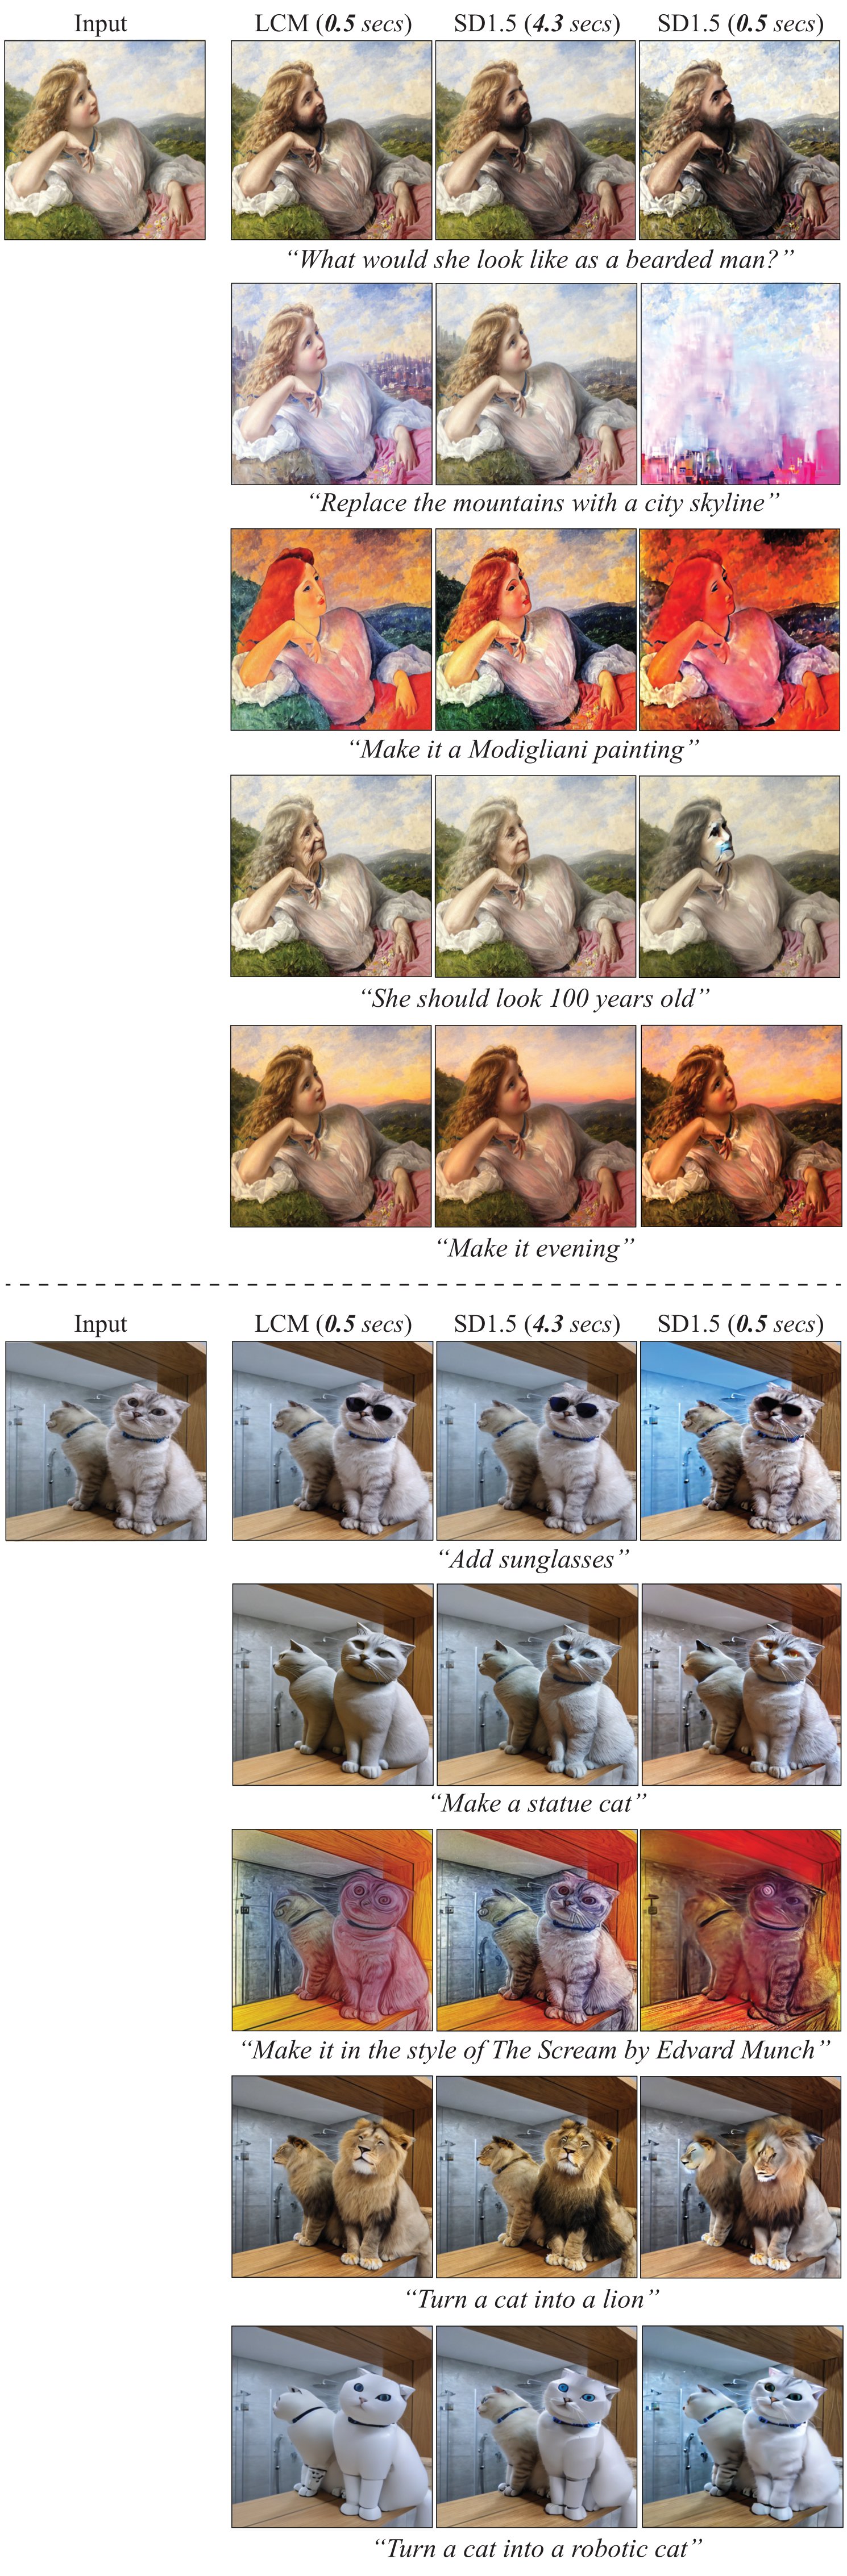 Input LCM (0.5 secs) SD1.5 (4.3 secs) SD1.5 (0.5 secs)
“What would she look like as a bearded man?”
“Replace the mountains with a city skyline”
“Make it a Modigliani painting”
“She should look 100 years old”
“Make it evening”
Input LCM (0.5 secs) SD1.5 (4.3 secs) SD1.5 (0.5 secs)
“Add sunglasses”
“Make a statue cat”
“Make it in the style of The Scream by Edvard Munch”
“Turn a cat into a lion”
“Turn a cat into a robotic cat”